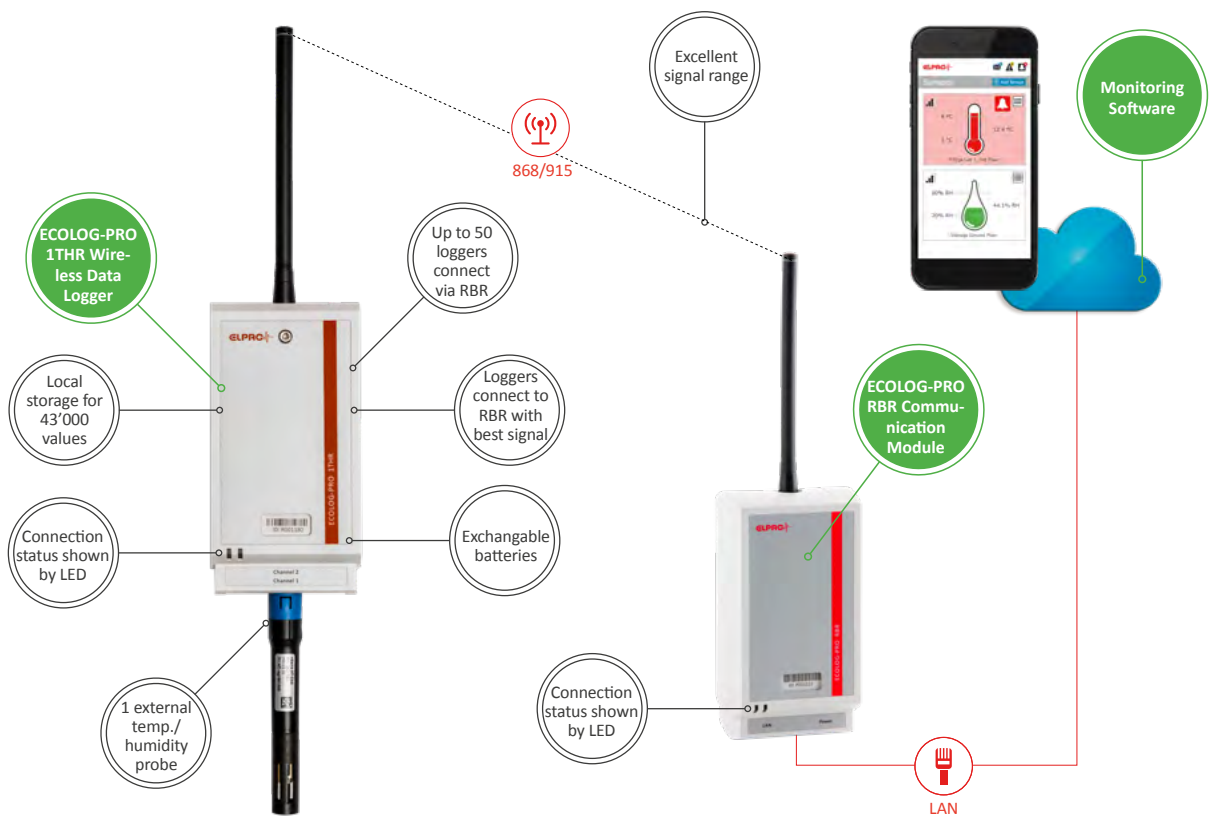 Excellent
signal range
868/915
ELPRO
Monitoring
Software
ECOLOG-PRO
1THR Wire-
less Data
Logger
Up to 50
loggers
connect
via RBR
ELPRO
Local
storage for
43’000
values
Loggers
connect to
RBR with
best signal
ECOLOG-PRO 1THR
ECOLOG-PRO
RBR Commu-
nication
Module
ELPRO
Connection
status shown
by LED
Exchangable
batteries
Channel 2
Channel 1
ECOLOG-PRO RBR
1 external
temp./
humidity
probe
Connection
status shown
by LED
LAN
Power
LAN